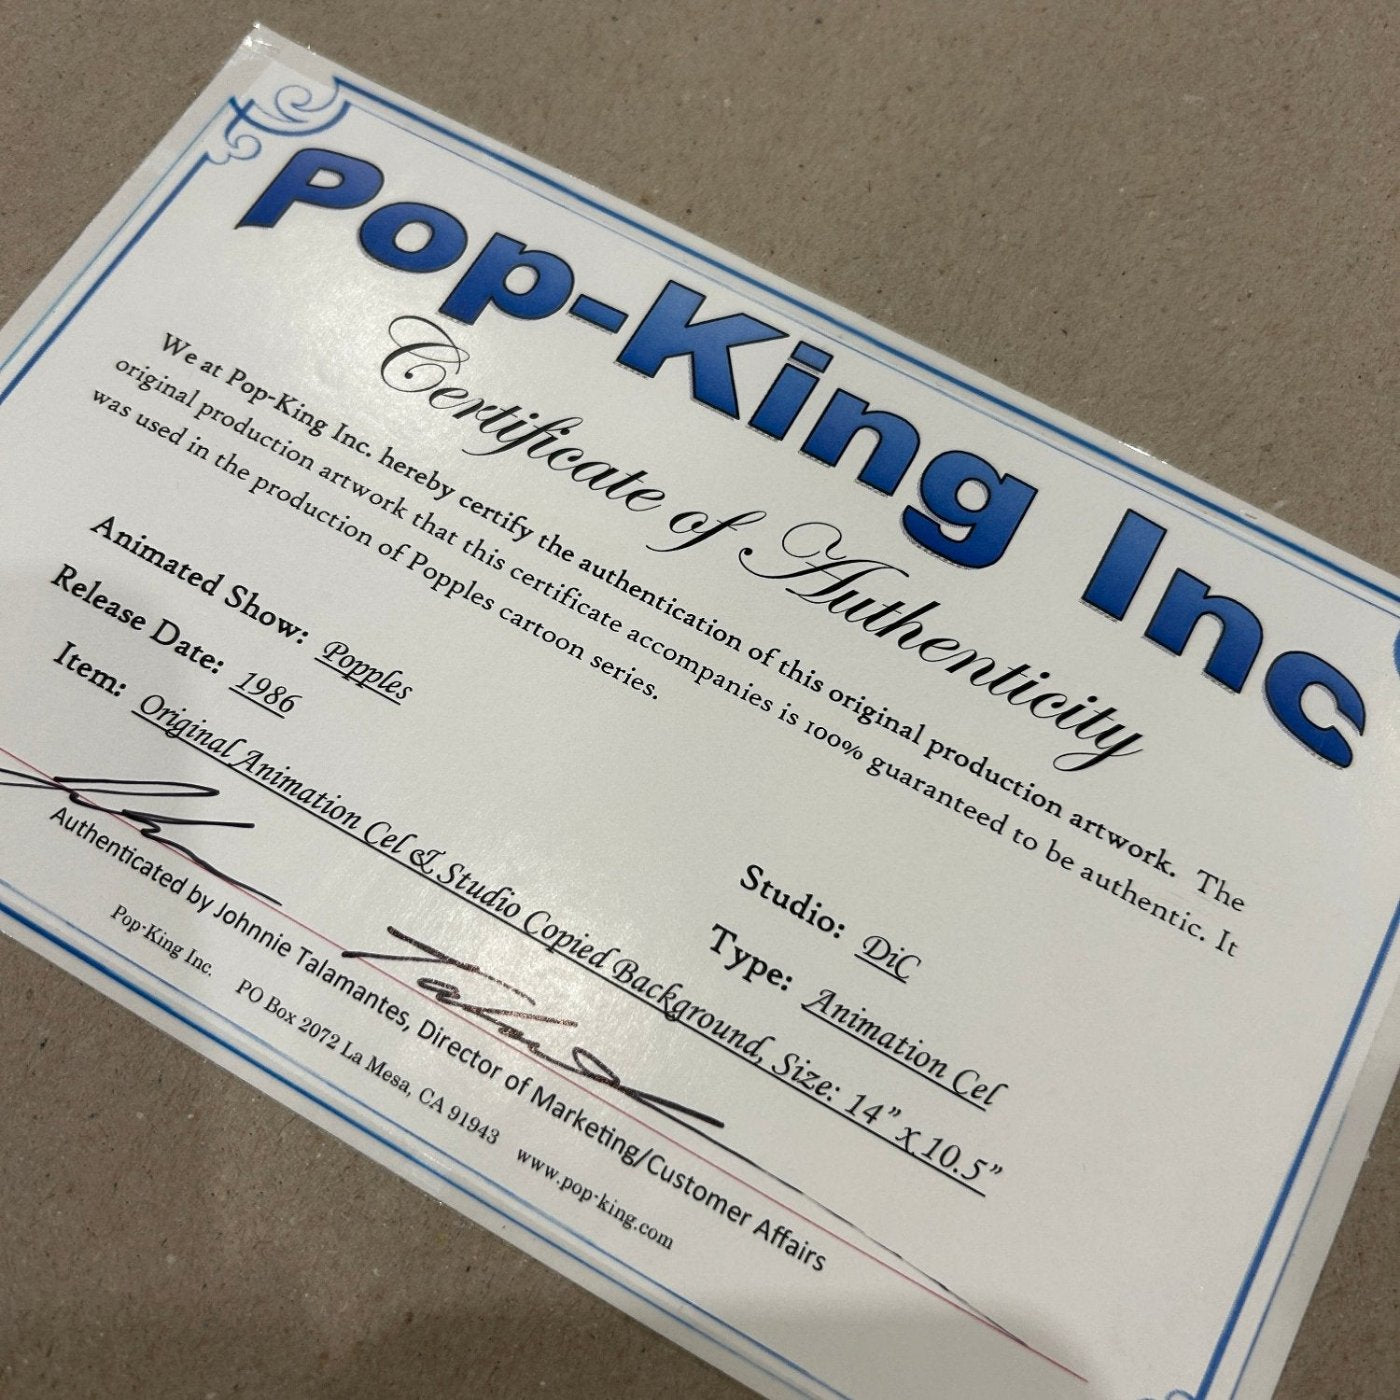 Pop-King Inc
Certificate of Authenticity
We at Pop-King Inc. hereby certify the authentication of this original production artwork. The
original production artwork that this certificate accompanies is 100% guaranteed to be authentic. It
was used in the production of Popples cartoon series.
Animated Show: Popples
Studio: DiC
Release Date: 1986
Type: Animation Cel
Item: Original Animation Cel & Studio Copied Background, Size: 14" x 10.5"
Authenticated by Johnnie Talamantes, Director of Marketing/Customer Affairs
Pop-King Inc. PO Box 2072 La Mesa, CA 91943 www.pop-king.com